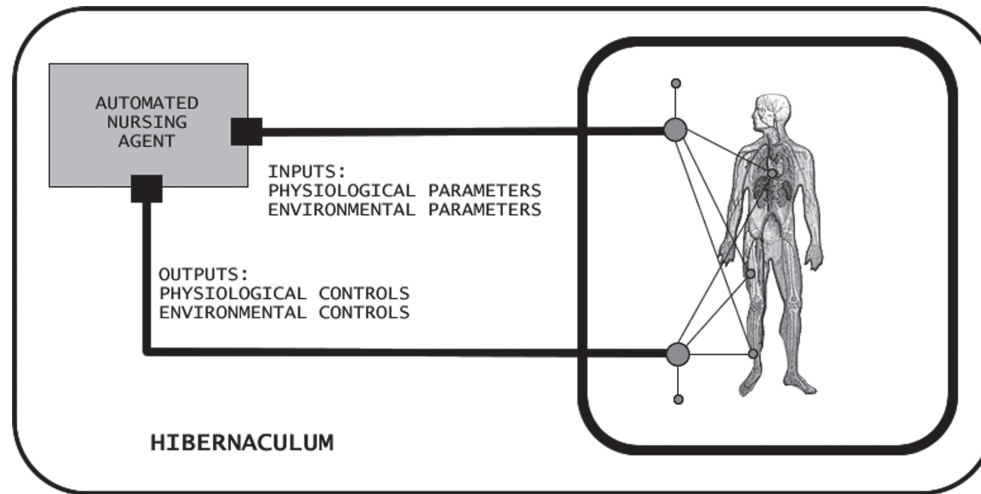 AUTOMATED
NURSING
AGENT
INPUTS:
PHYSIOLOGICAL PARAMETERS
ENVIRONMENTAL PARAMETERS
OUTPUTS:
PHYSIOLOGICAL CONTROLS
ENVIRONMENTAL CONTROLS
HIBERNACULUM